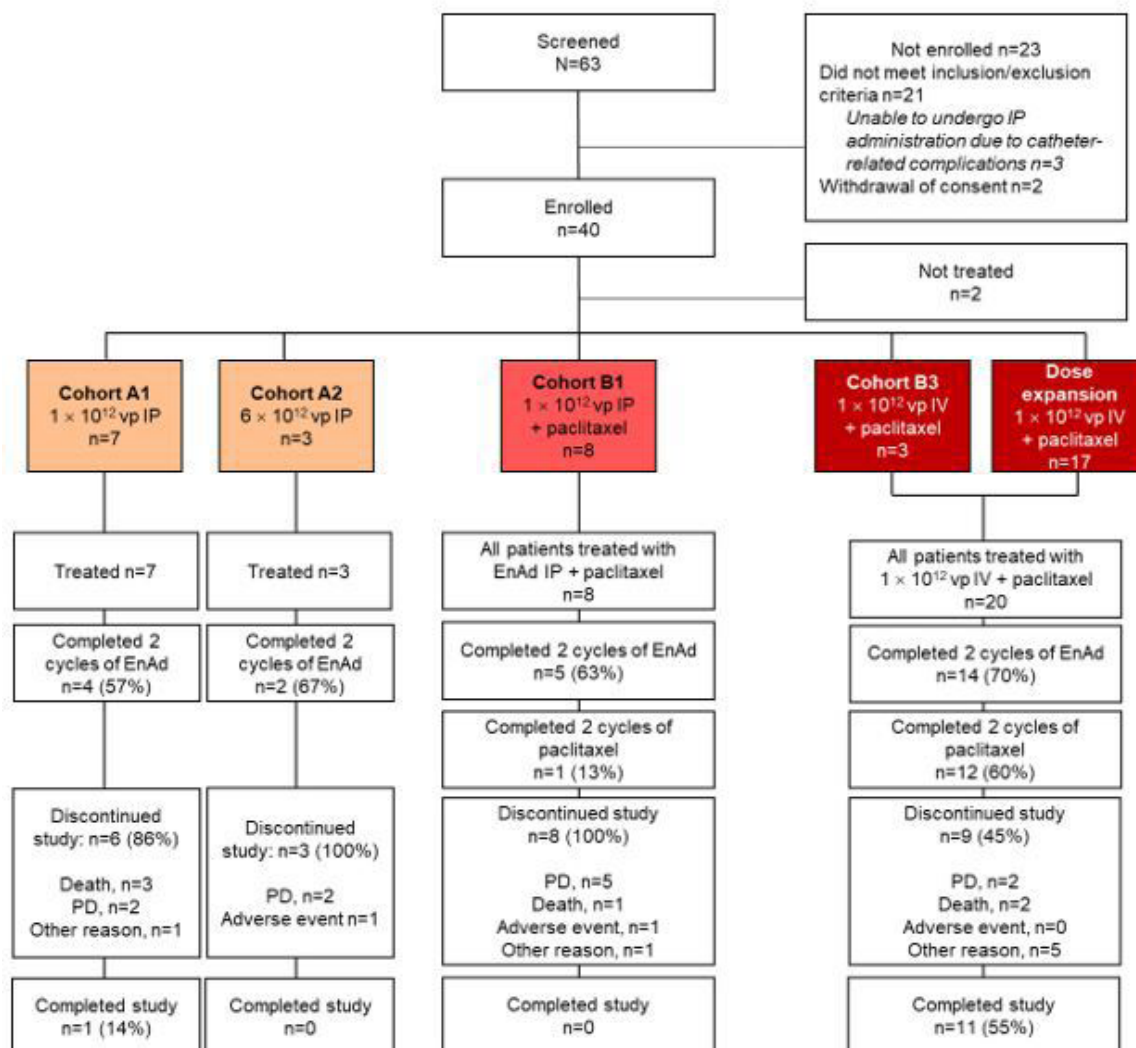 Screened
N=63
Not enrolled n=23
Did not meet inclusion/exclusion
criteria n=21
Unable to undergo IP
administration due to catheter-
related complications n=3
Withdrawal of consent n=2
Enrolled
n=40
Not treated
n=2
Cohort A1
1 × 10¹² vp IP
n=7
Cohort A2
6 × 10¹² vp IP
n=3
Cohort B1
1 × 10¹² vp IP
+ paclitaxel
n=8
Cohort B3
1 × 10¹² vp IV
+ paclitaxel
n=3
Dose
expansion
1 × 10¹² vp IV
+ paclitaxel
n=17
Treated n=7
Treated n=3
All patients treated with
EnAd IP + paclitaxel
n=8
All patients treated with
1 × 10¹² vp IV + paclitaxel
n=20
Completed 2
cycles of EnAd
n=4 (57%)
Completed 2
cycles of EnAd
n=2 (67%)
Completed 2 cycles of EnAd
n=5 (63%)
Completed 2 cycles of EnAd
n=14 (70%)
Completed 2 cycles of
paclitaxel
n=1 (13%)
Completed 2 cycles of
paclitaxel
n=12 (60%)
Discontinued
study: n=6 (86%)
Death, n=3
PD, n=2
Other reason, n=1
Discontinued
study: n=3 (100%)
PD, n=2
Adverse event n=1
Discontinued study
n=8 (100%)
PD, n=5
Death, n=1
Adverse event, n=1
Other reason, n=1
Discontinued study
n=9 (45%)
PD, n=2
Death, n=2
Adverse event, n=0
Other reason, n=5
Completed study
n=1 (14%)
Completed study
n=0
Completed study
n=0
Completed study
n=11 (55%)